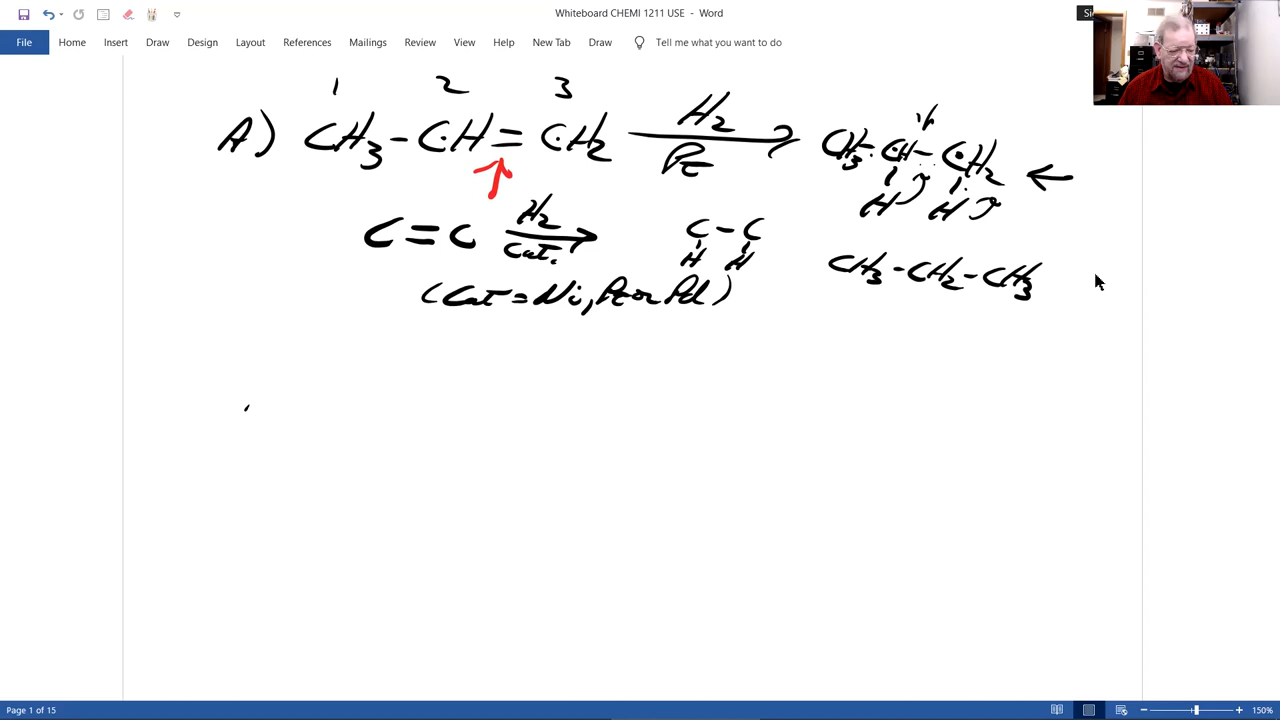 Whiteboard CHEMI 1211 USE - Word
File Home Insert Draw Design Layout References Mailings Review View Help New Tab Draw Tell me what you want to do
1 2 3
A) CH3-CH=CH2 H2 Pt CH3-CH-CH2
H H
C=C H2 Cat. C-C
H H
CH3-CH2-CH3
(Cat=Ni, Pt or Pd)
Page 1 of 15 150%